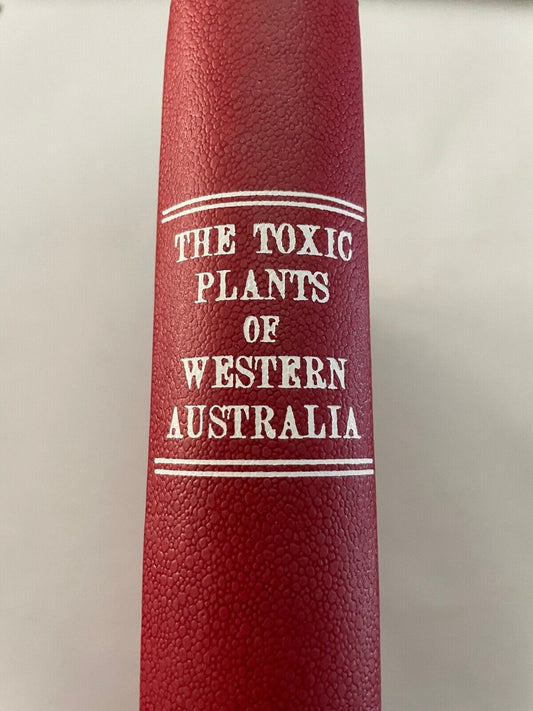 THE TOXIC
PLANTS
OF
WESTERN
AUSTRALIA